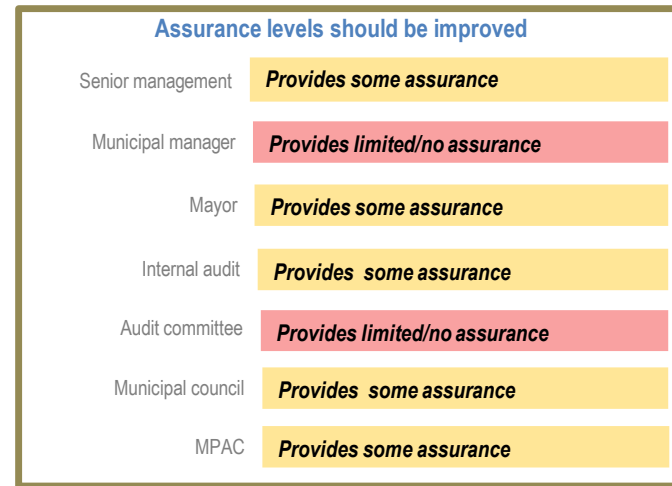 Assurance levels should be improved
Senior management Provides some assurance
Municipal manager Provides limited/no assurance
Mayor Provides some assurance
Internal audit Provides some assurance
Audit committee Provides limited/no assurance
Municipal council Provides some assurance
MPAC Provides some assurance